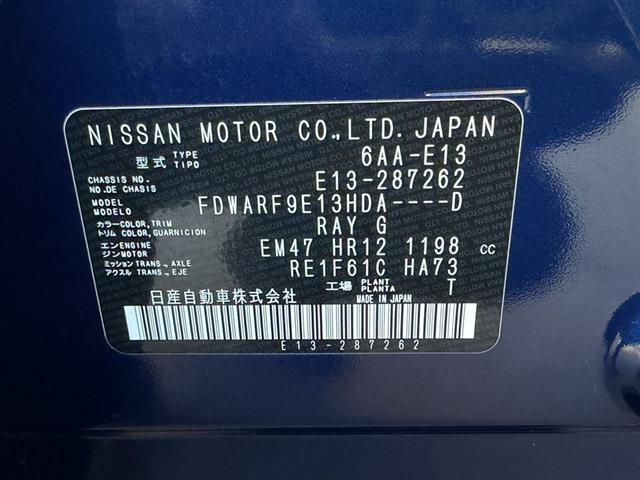 NISSAN MOTOR CO.,LTD. JAPAN
型式 TYPE TIPO 6AA-E13
CHASSIS NO. NO.DE CHASIS E13-287262
MODEL MODELO FDWARF9E13HDA----D
カラー COLOR,TRIM トリム COLOR,GUARNICION RAY G
エンジン ENGINE ジンMOTOR EM47 HR12 1198 cc
ミッション TRANS., AXLE アクスル TRANS., EJE RE1F61C HA73
工場 PLANT PLANTA T
日産自動車株式会社 MADE IN JAPAN
E13-287262